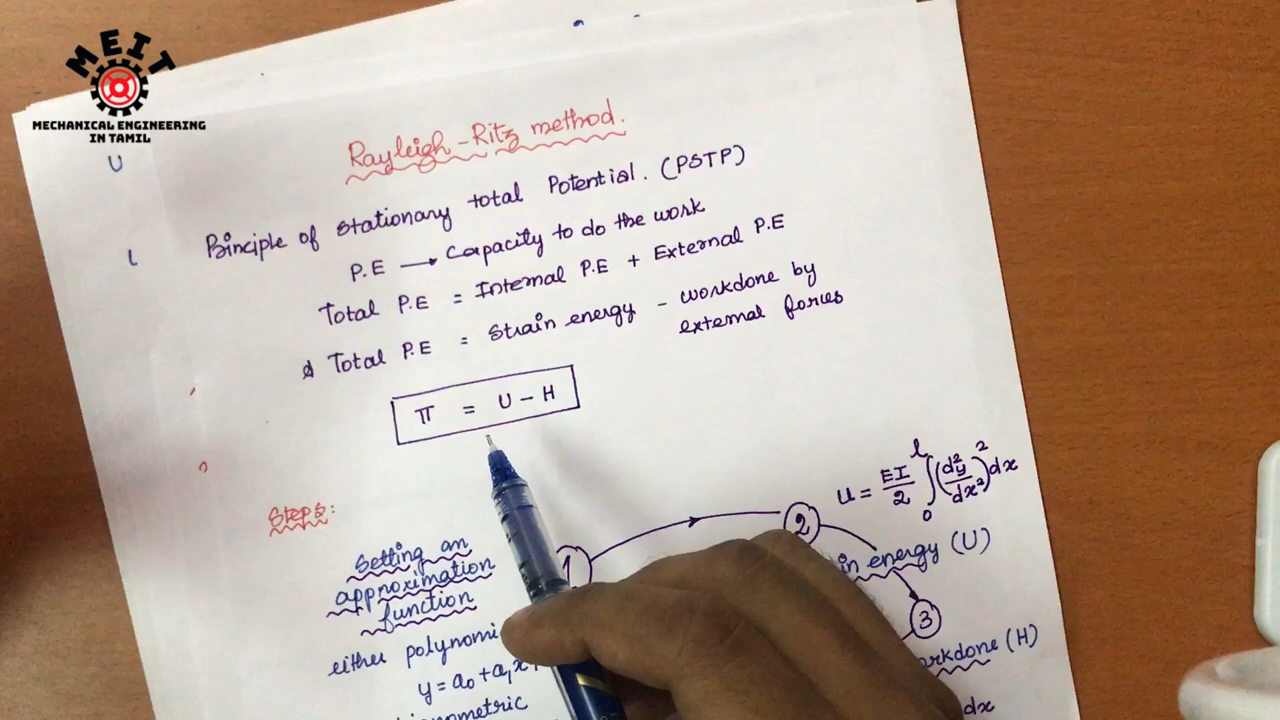 MEIT
MECHANICAL ENGINEERING
IN TAMIL
U
Rayleigh-Ritz method.
Principle of Stationary total Potential. (PSTP)
P.E → Capacity to do the work
Total P.E = Internal P.E + External P.E
Total P.E = Strain energy - workdone by
external forces
π = U - H
Steps:
U = EI/2 ∫₀ˡ (d²y/dx²)² dx
Setting an
approximation
function
either
y = a₀ + a₁x
1
2
energy (U)
3
(H)
dx